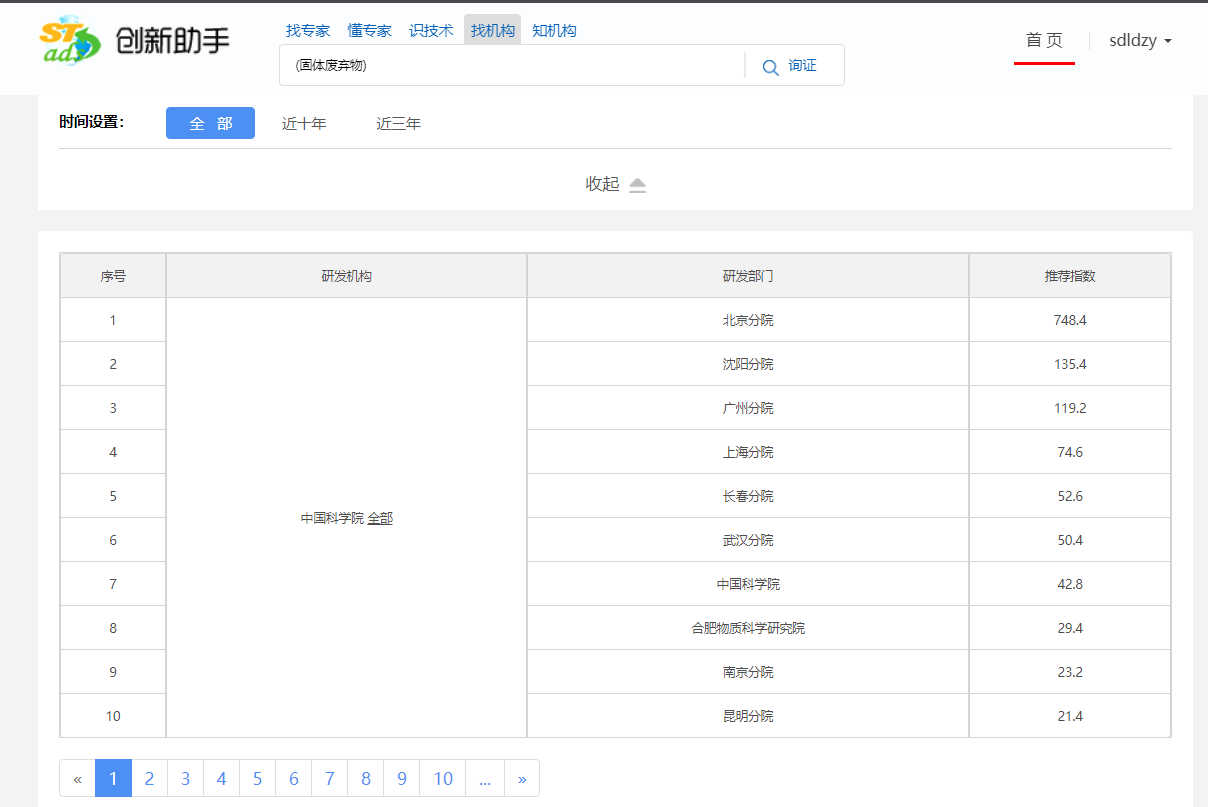 STad 创新助手
找专家 懂专家 识技术 找机构 知机构
(固体废弃物) 询证
首 页 sdldzy
时间设置: 全 部 近十年 近三年
收起
序号 研发机构 研发部门 推荐指数
1 北京分院 748.4
2 沈阳分院 135.4
3 广州分院 119.2
4 上海分院 74.6
5 长春分院 52.6
中国科学院 全部
6 武汉分院 50.4
7 中国科学院 42.8
8 合肥物质科学研究院 29.4
9 南京分院 23.2
10 昆明分院 21.4
« 1 2 3 4 5 6 7 8 9 10 ... »